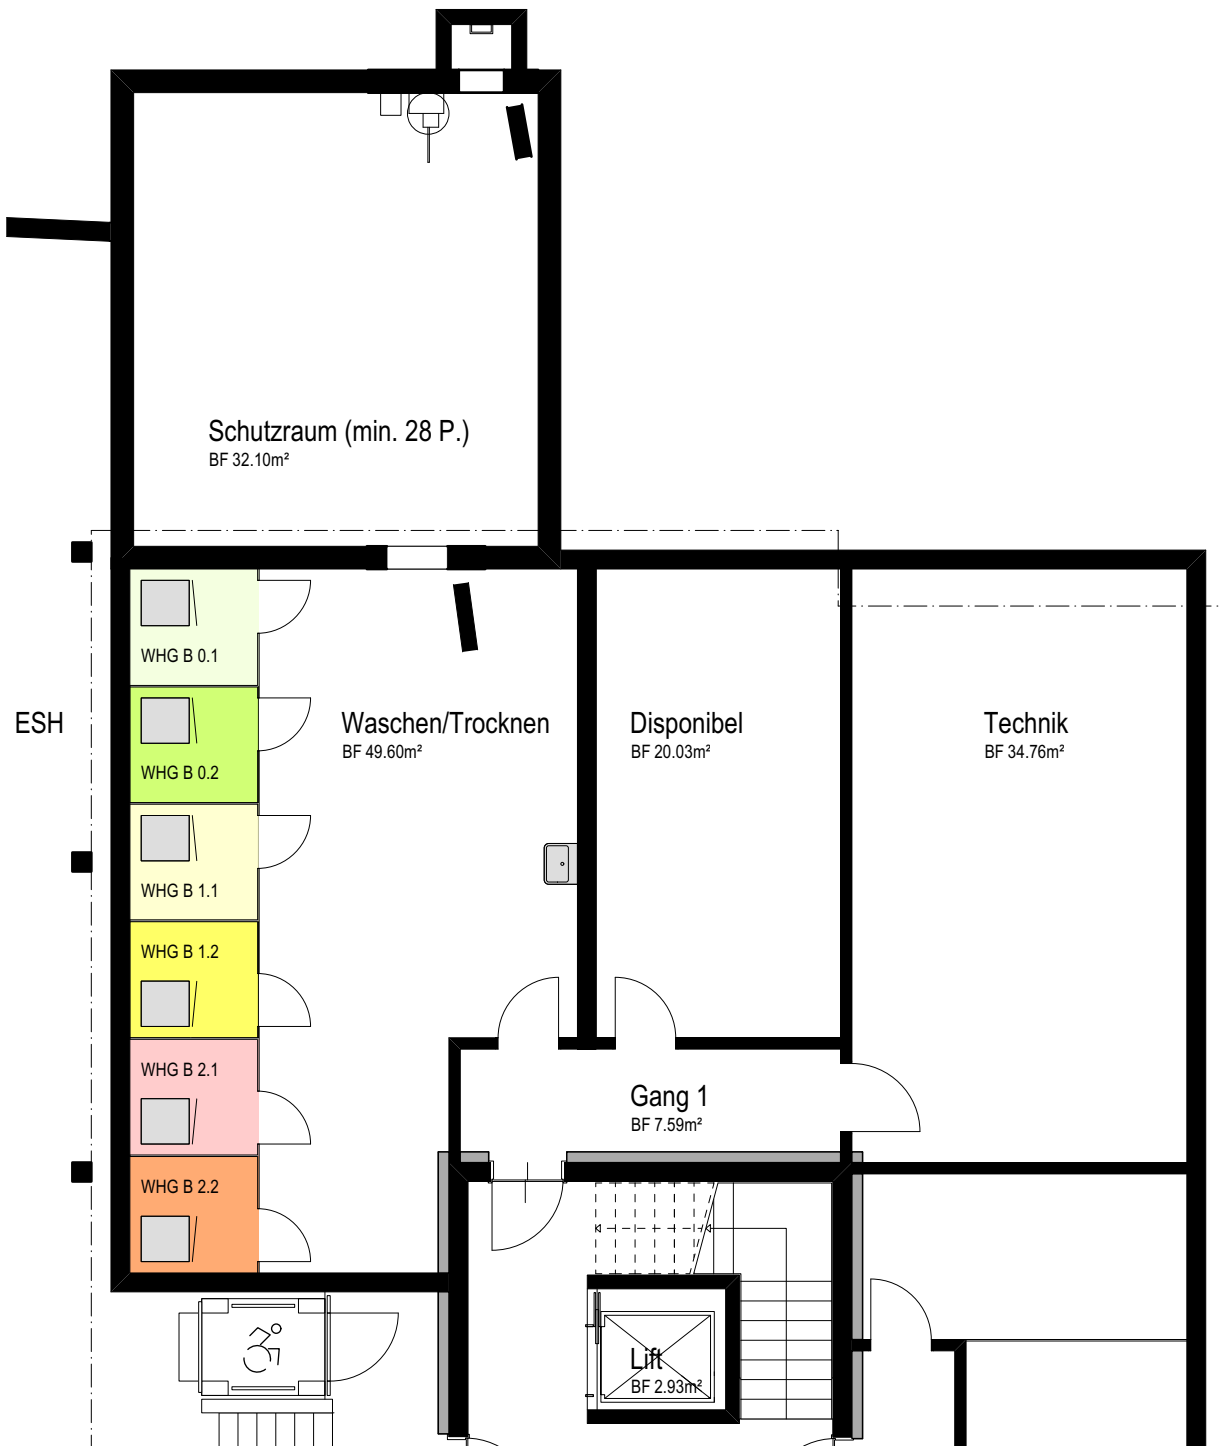 Schutzraum (min. 28 P.)
BF 32.10m²
WHG B 0.1
ESH
WHG B 0.2
Waschen/Trocknen
BF 49.60m²
Disponibel
BF 20.03m²
Technik
BF 34.76m²
WHG B 1.1
WHG B 1.2
WHG B 2.1
Gang 1
BF 7.59m²
WHG B 2.2
Lift
BF 2.93m²